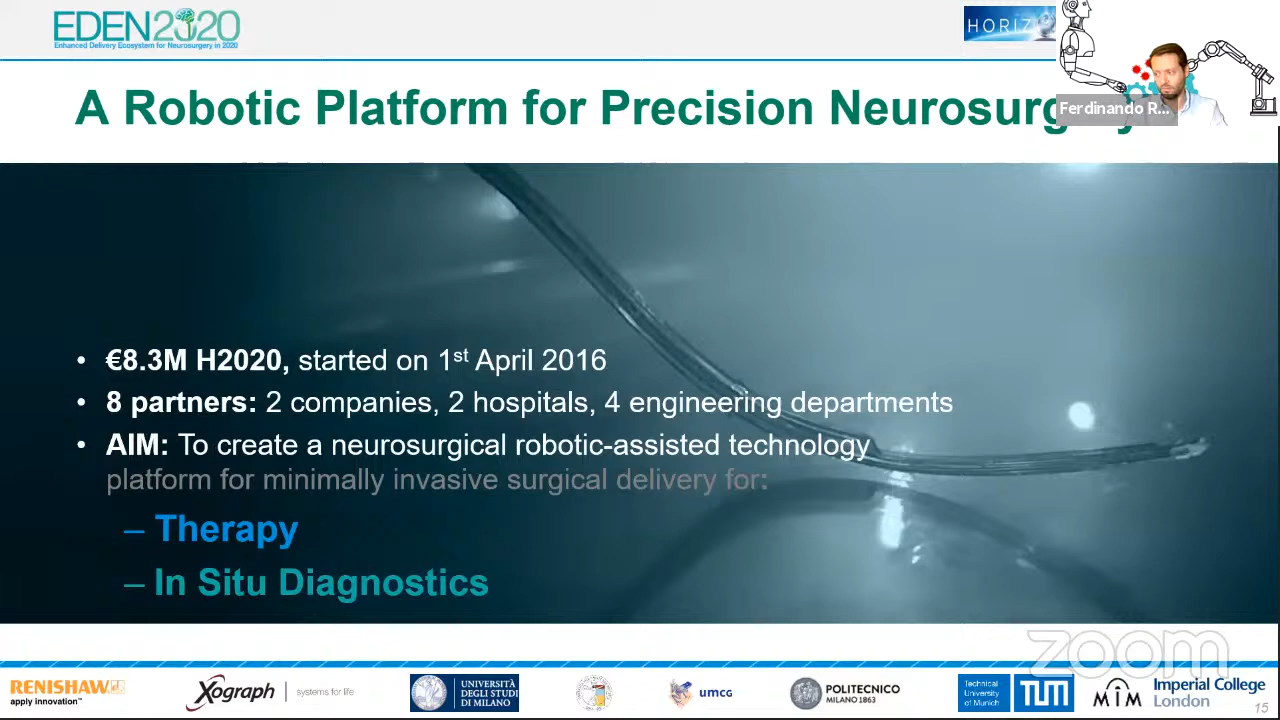 EDEN2020
Enhanced Delivery Ecosystem for Neurosurgery in 2020
HORIZ
Ferdinando R...
A Robotic Platform for Precision Neurosurgery
• €8.3M H2020, started on 1st April 2016
• 8 partners: 2 companies, 2 hospitals, 4 engineering departments
• AIM: To create a neurosurgical robotic-assisted technology
platform for minimally invasive surgical delivery for:
– Therapy
– In Situ Diagnostics
zoom
RENISHAW
apply innovation™
Xograph
systems for life
UNIVERSITÀ
DEGLI STUDI
DI MILANO
umcg
POLITECNICO
MILANO 1863
Technical
University
of Munich
TUM
MIM
Imperial College
London
15